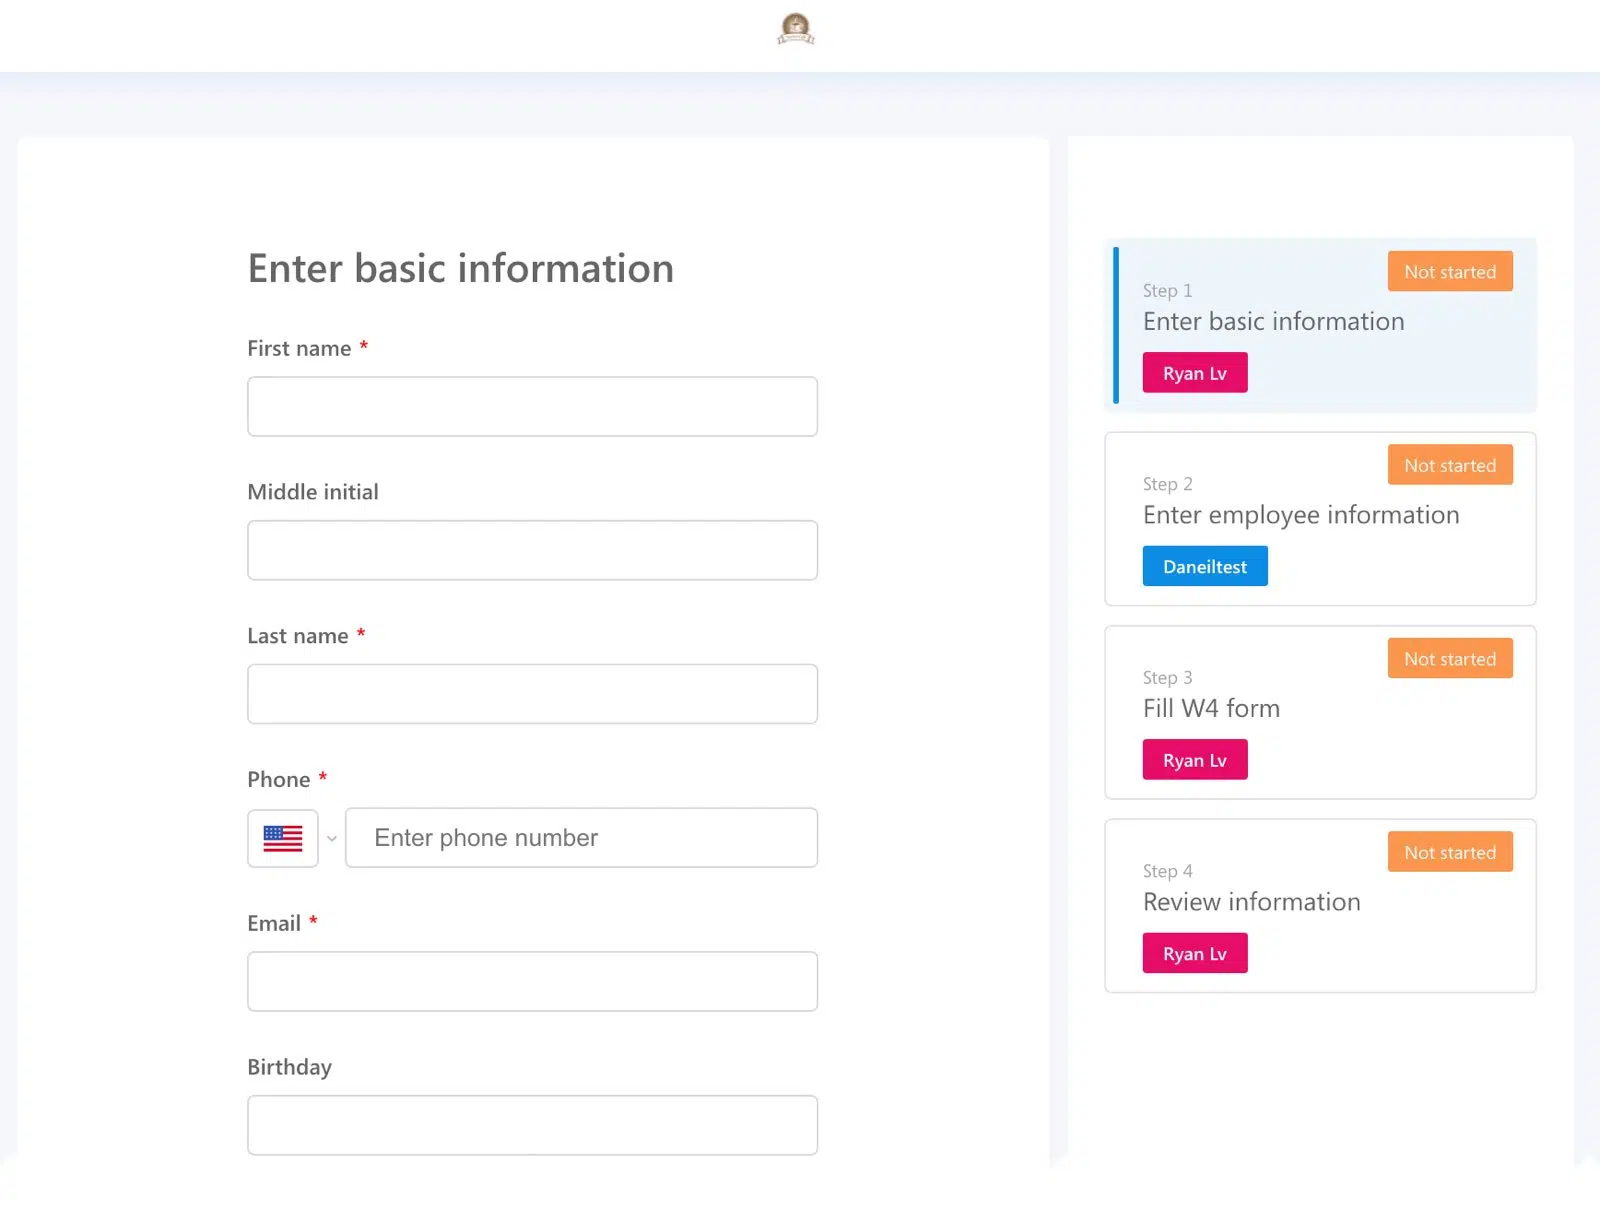 Enter basic information
First name *
Middle initial
Last name *
Phone *
Enter phone number
Email *
Birthday
Not started
Step 1
Enter basic information
Ryan Lv
Not started
Step 2
Enter employee information
Daneiltest
Not started
Step 3
Fill W4 form
Ryan Lv
Not started
Step 4
Review information
Ryan Lv